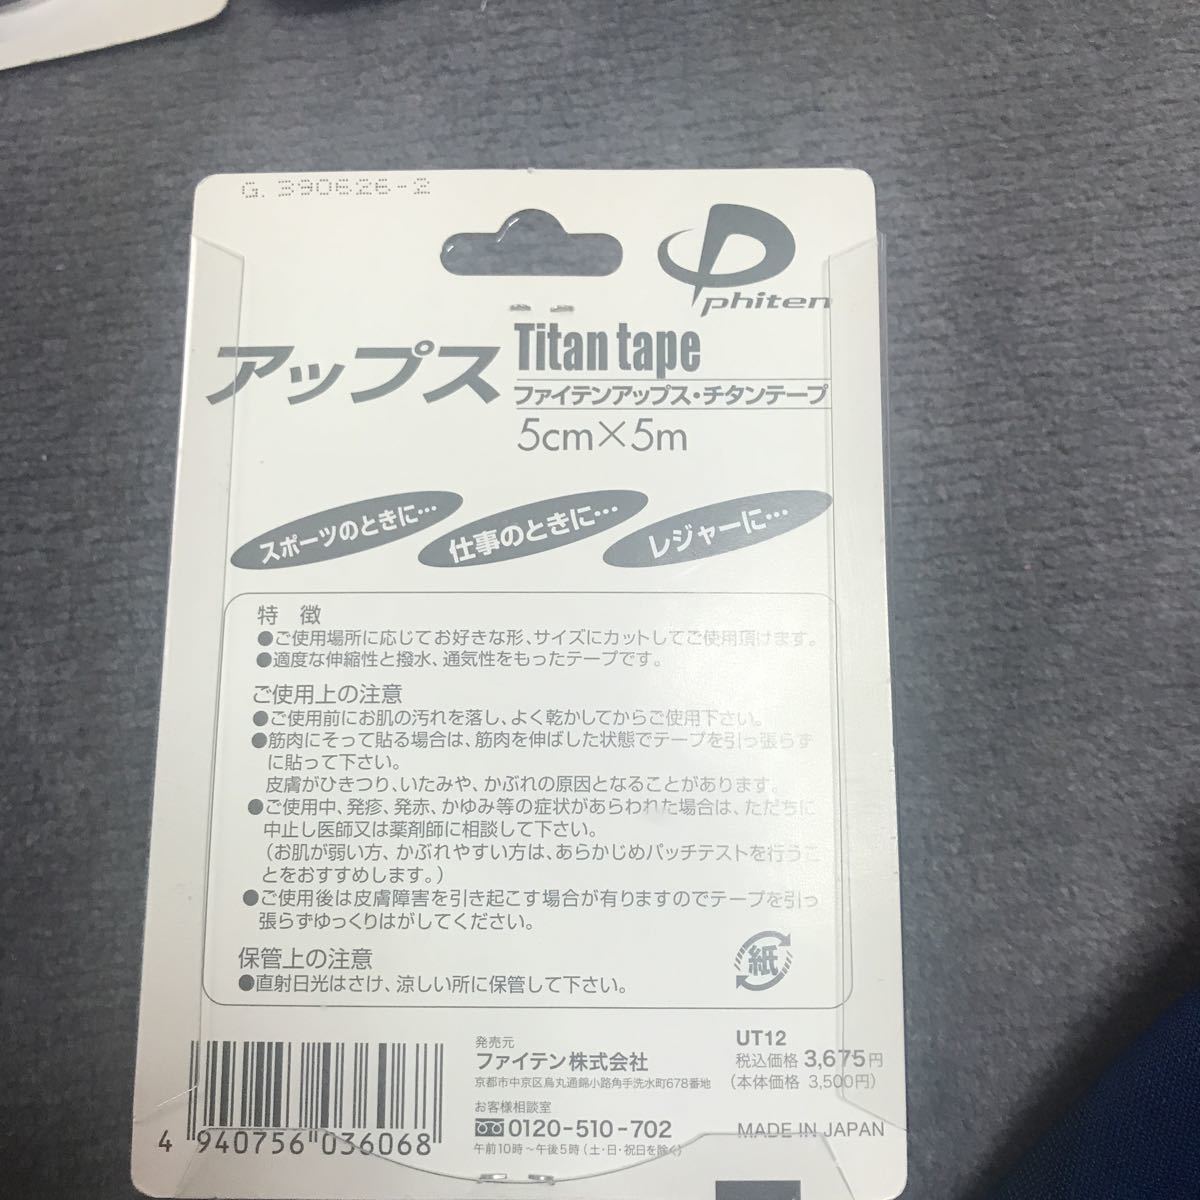 G. 390626-2
phiten
アップス
Titan tape
ファイテンアップス・チタンテープ
5cm×5m
スポーツのときに…
仕事のときに…
レジャーに…
特 徴
●ご使用場所に応じてお好きな形、サイズにカットしてご使用頂けます。
●適度な伸縮性と撥水、通気性をもったテープです。
ご使用上の注意
●ご使用前にお肌の汚れを落し、よく乾かしてからご使用下さい。
●筋肉にそって貼る場合は、筋肉を伸ばした状態でテープを引っ張らず
に貼って下さい。
皮膚がひきつり、いたみや、かぶれの原因となることがあります。
●ご使用中、発疹、発赤、かゆみ等の症状があらわれた場合は、ただちに
中止し医師又は薬剤師に相談して下さい。
(お肌が弱い方、かぶれやすい方は、あらかじめパッチテストを行うこ
とをおすすめします。)
●ご使用後は皮膚障害を引き起こす場合が有りますのでテープを引っ
張らずゆっくりはがしてください。
保管上の注意
●直射日光はさけ、涼しい所に保管して下さい。
紙
発売元
ファイテン株式会社
京都市中京区烏丸通錦小路角手洗水町678番地
お客様相談室
0120-510-702
午前10時~午後5時(土・日・祝日を除く)
UT12
税込価格 3,675円
(本体価格 3,500円)
MADE IN JAPAN
4 940756 036068